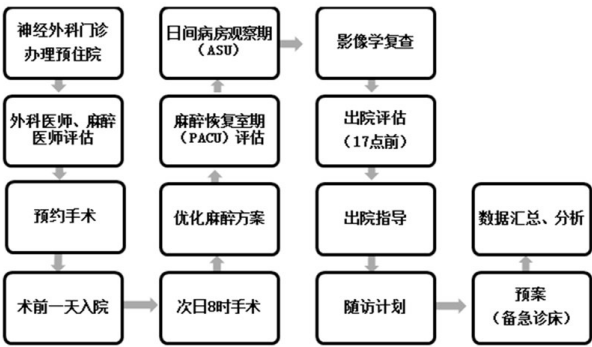 神经外科门诊
办理预住院
外科医师、麻醉
医师评估
预约手术
术前一天入院
次日8时手术
优化麻醉方案
麻醉恢复室期
（PACU）评估
日间病房观察期
（ASU）
影像学复查
出院评估
（17点前）
出院指导
随访计划
预案
（备急诊床）
数据汇总、分析